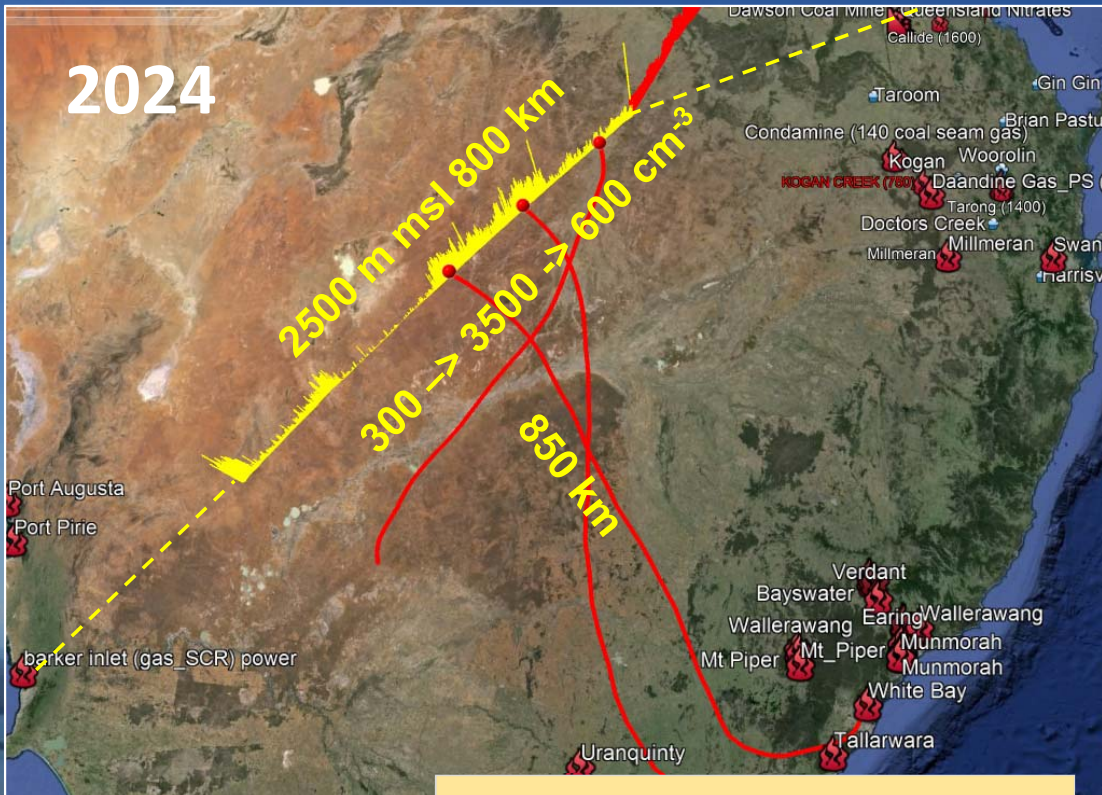 Dawson Coal Mine
Queensland Nitrates
Callide (1600)
2024
Gin Gin
Taroom
Brian Pastu
Condamine (140 coal seam gas)
Kogan
Woorolin
KOGAN CREEK (780)
Daandine Gas_PS (
Tarong (1400)
Doctors Creek
Millmeran
Millmeran
Swan
Harrisv
2500 m msl 800 km
300 -> 3500 -> 600 cm-3
850 km
Port Augusta
Port Pirie
barker inlet (gas_SCR) power
Verdant
Bayswater
Earing
Wallerawang
Wallerawang
Munmorah
Mt Piper
Mt_Piper
Munmorah
White Bay
Tallarwara
Uranquinty